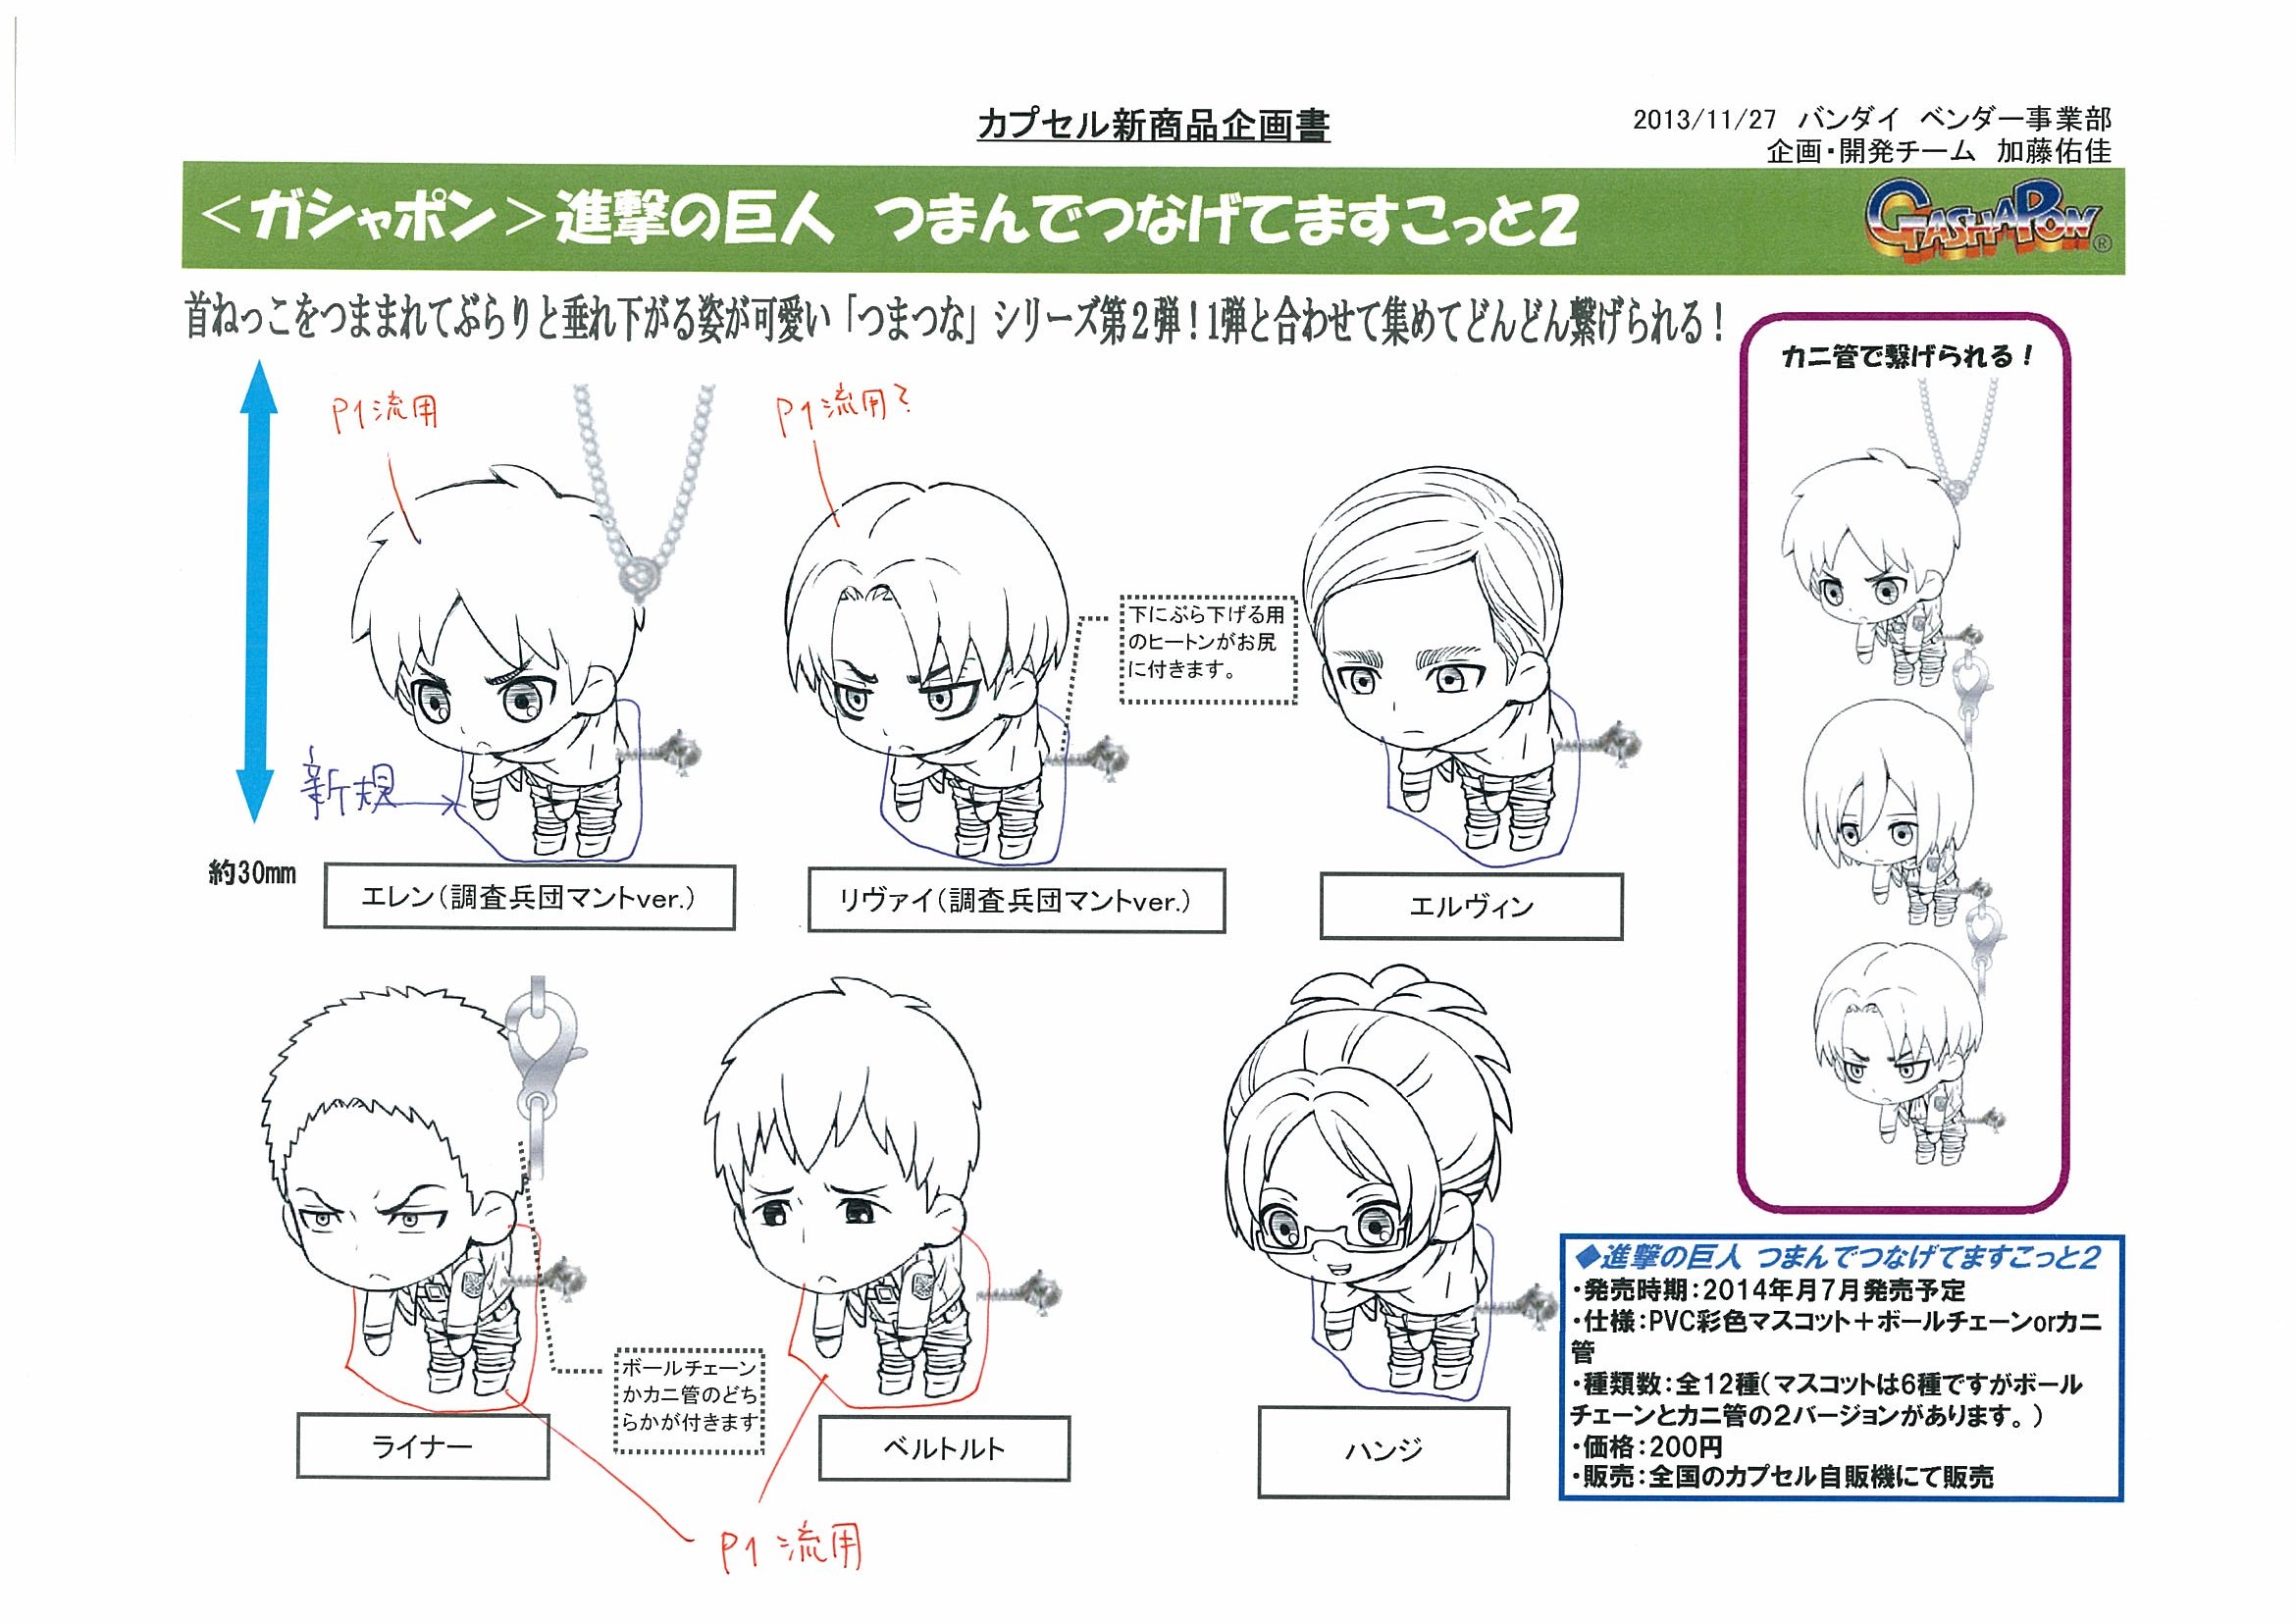 カプセル新商品企画書
2013/11/27 バンダイ ベンダー事業部
企画・開発チーム 加藤佑佳
＜ガシャポン＞進撃の巨人 つまんでつなげてますこっと2
GASHAPON®
首ねっこをつままれてぶらりと垂れ下がる姿が可愛い「つまつな」シリーズ第2弾！1弾と合わせて集めてどんどん繋げられる！
カニ管で繋げられる！
P1流用
P1流用？
下にぶら下げる用
のヒートンがお尻
に付きます。
新規
約30mm
エレン（調査兵団マントver.）
リヴァイ（調査兵団マントver.）
エルヴィン
ボールチェーン
かカニ管のどち
らかが付きます
ライナー
ベルトルト
ハンジ
P1流用
◆進撃の巨人 つまんでつなげてますこっと2
・発売時期：2014年月7月発売予定
・仕様：PVC彩色マスコット＋ボールチェーンorカニ
管
・種類数：全12種（マスコットは6種ですがボール
チェーンとカニ管の2バージョンがあります。）
・価格：200円
・販売：全国のカプセル自販機にて販売